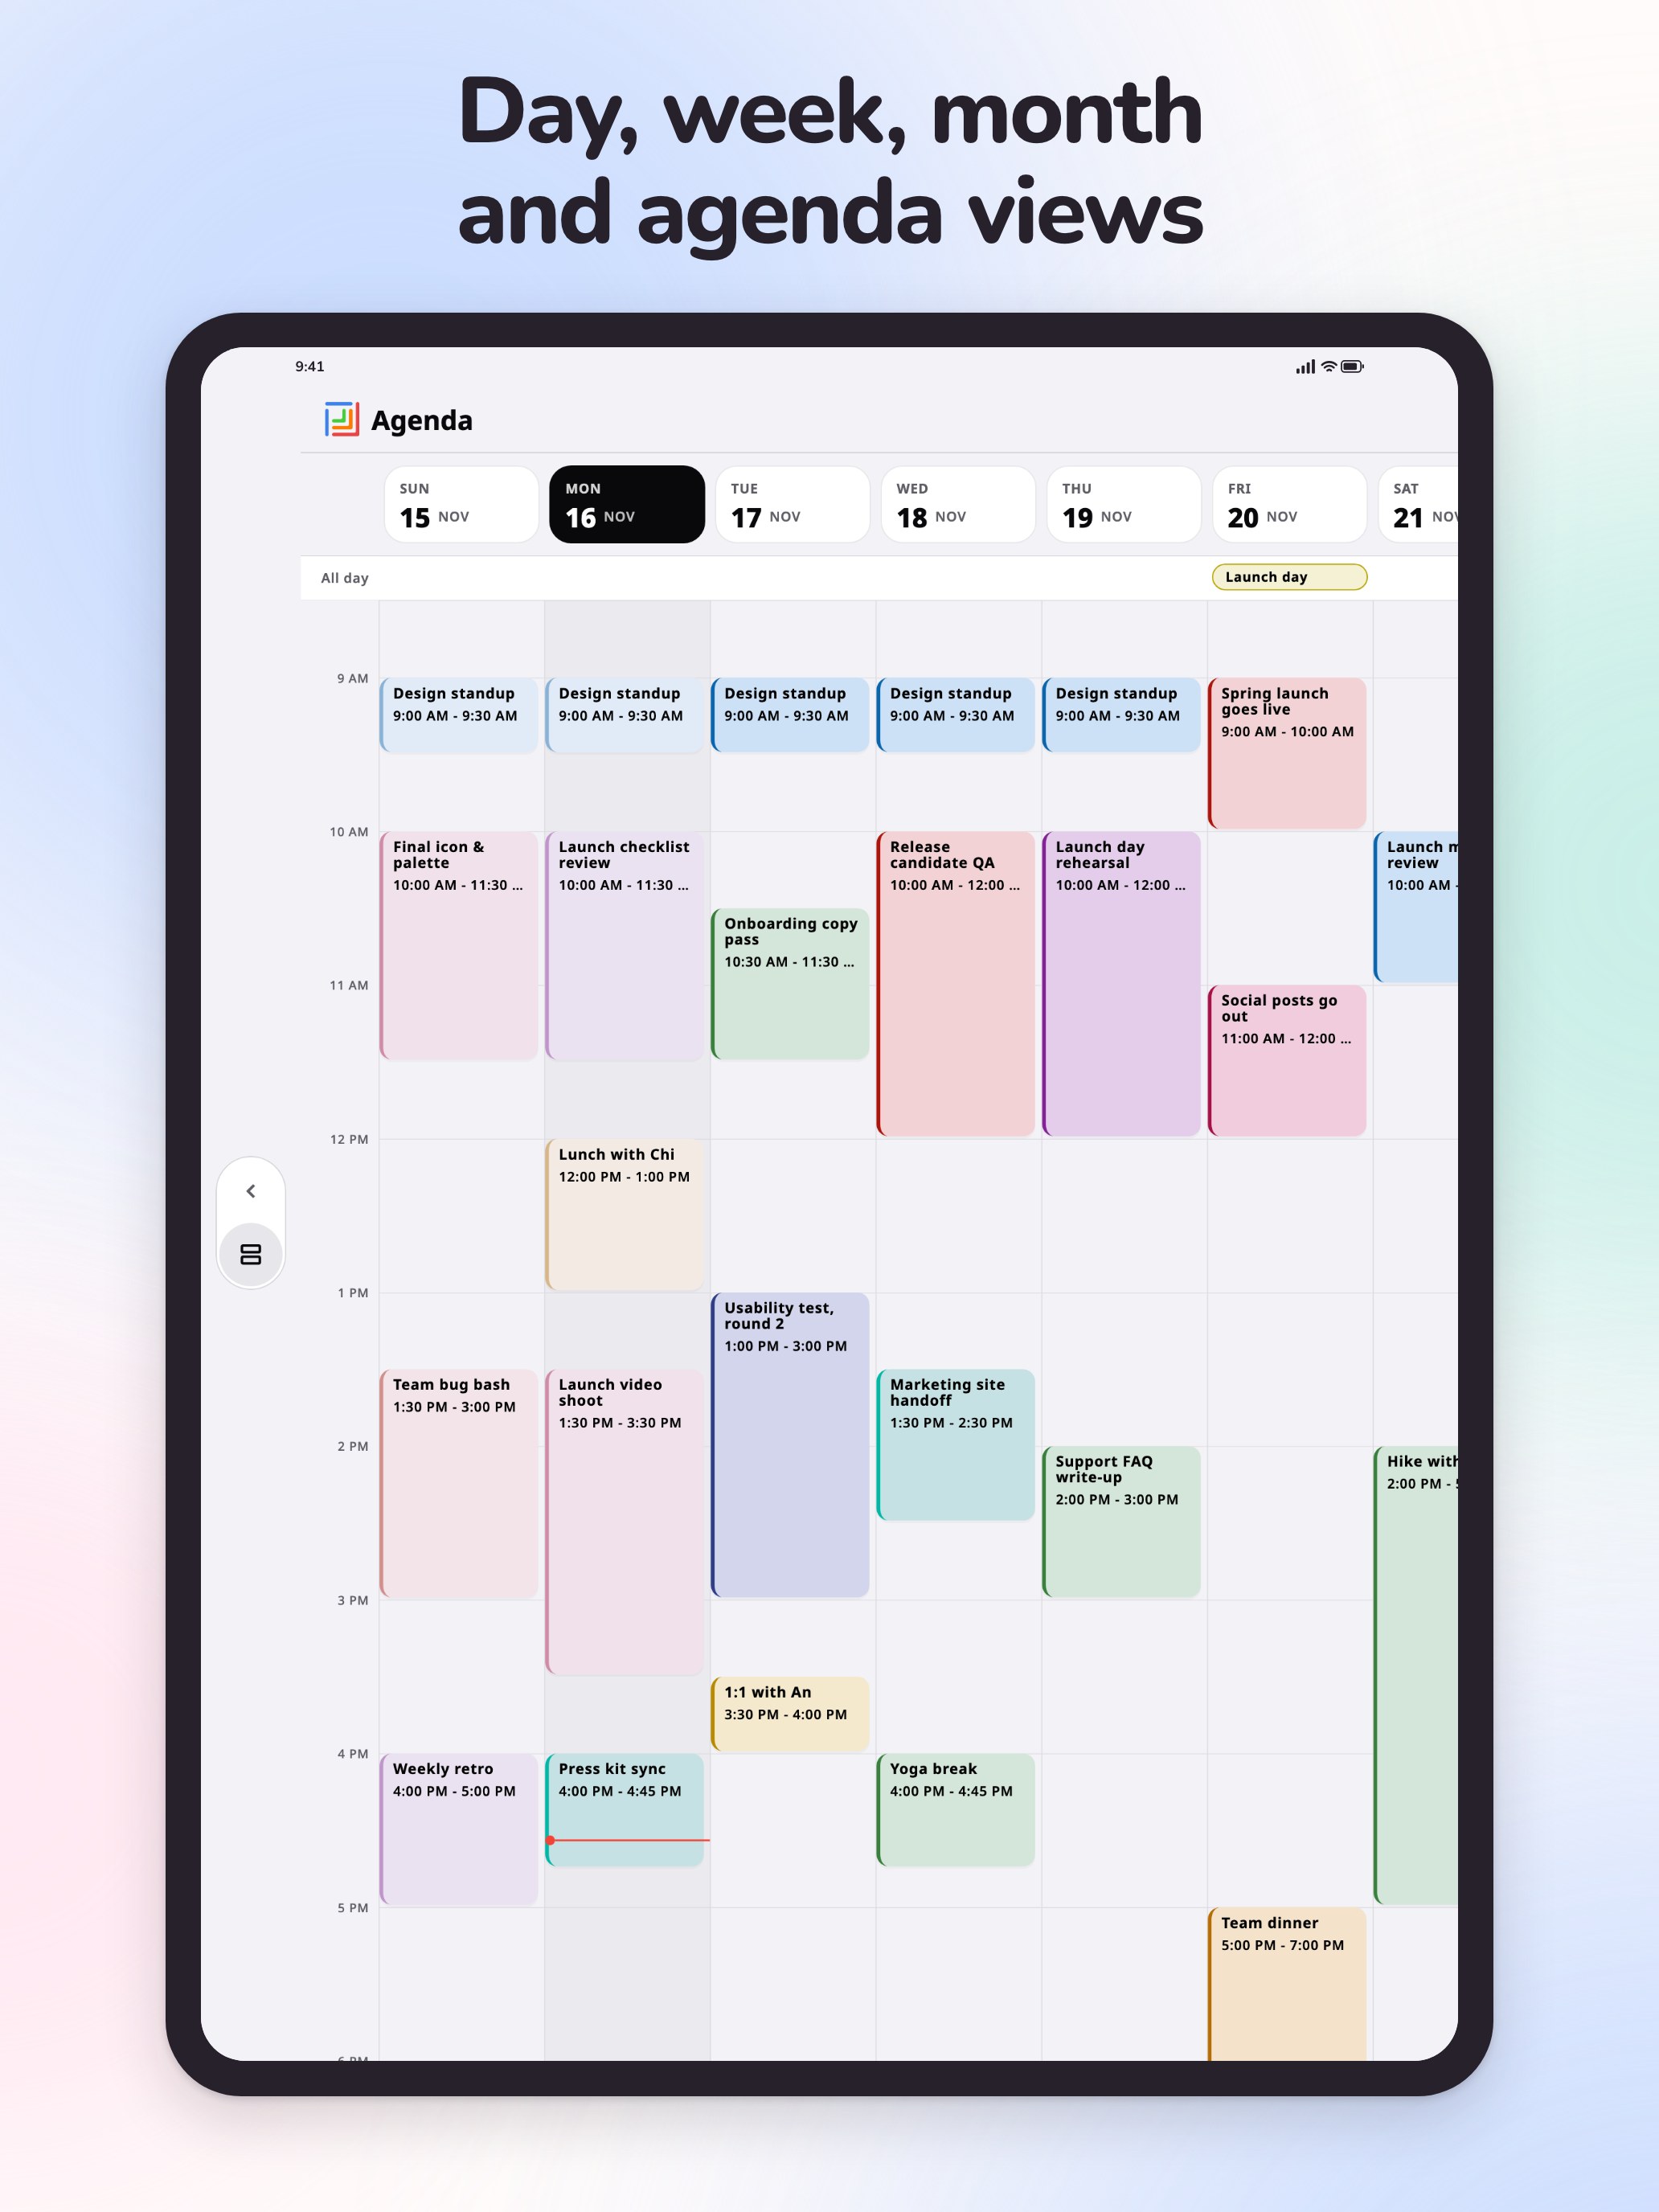 Day, week, month
and agenda views
9:41
Agenda
SUN
15 NOV
MON
16 NOV
TUE
17 NOV
WED
18 NOV
THU
19 NOV
FRI
20 NOV
SAT
21 NOV
All day
Launch day
9 AM
Design standup
9:00 AM - 9:30 AM
Design standup
9:00 AM - 9:30 AM
Design standup
9:00 AM - 9:30 AM
Design standup
9:00 AM - 9:30 AM
Design standup
9:00 AM - 9:30 AM
Spring launch
goes live
9:00 AM - 10:00 AM
10 AM
Final icon &
palette
10:00 AM - 11:30 ...
Launch checklist
review
10:00 AM - 11:30 ...
Onboarding copy
pass
10:30 AM - 11:30 ...
Release
candidate QA
10:00 AM - 12:00 ...
Launch day
rehearsal
10:00 AM - 12:00 ...
Launch
review
10:00 AM -
11 AM
Social posts go
out
11:00 AM - 12:00 ...
12 PM
Lunch with Chi
12:00 PM - 1:00 PM
1 PM
Usability test,
round 2
1:00 PM - 3:00 PM
Team bug bash
1:30 PM - 3:00 PM
Launch video
shoot
1:30 PM - 3:30 PM
Marketing site
handoff
1:30 PM - 2:30 PM
2 PM
Support FAQ
write-up
2:00 PM - 3:00 PM
Hike with
2:00 PM -
3 PM
1:1 with An
3:30 PM - 4:00 PM
4 PM
Weekly retro
4:00 PM - 5:00 PM
Press kit sync
4:00 PM - 4:45 PM
Yoga break
4:00 PM - 4:45 PM
5 PM
Team dinner
5:00 PM - 7:00 PM